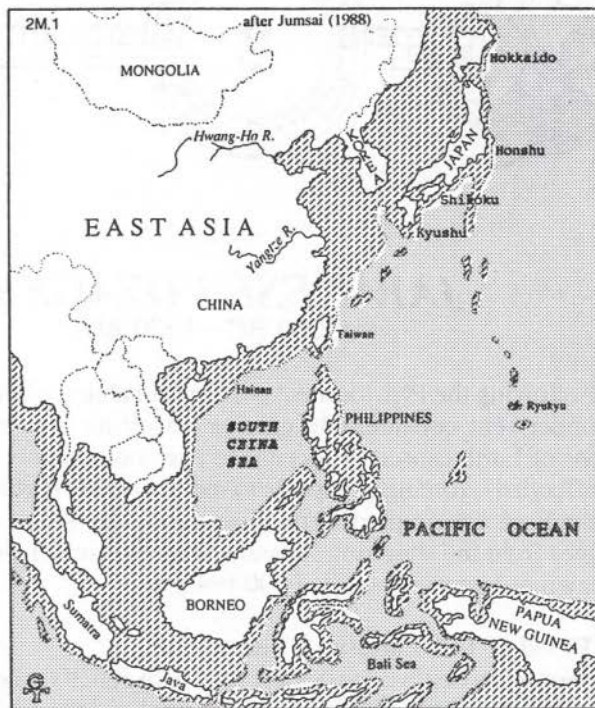 2M.1
after Jumsai (1988)
MONGOLIA
Hokkaido
Hwang-Ho R.
KOREA
JAPAN
Honshu
Shikoku
Kyushu
EAST ASIA
Yangtze R.
CHINA
Taiwan
Hainan
SOUTH
CHINA
SEA
PHILIPPINES
Ryukyu
PACIFIC OCEAN
BORNEO
PAPUA
NEW GUINEA
Sumatra
Bali Sea
Java